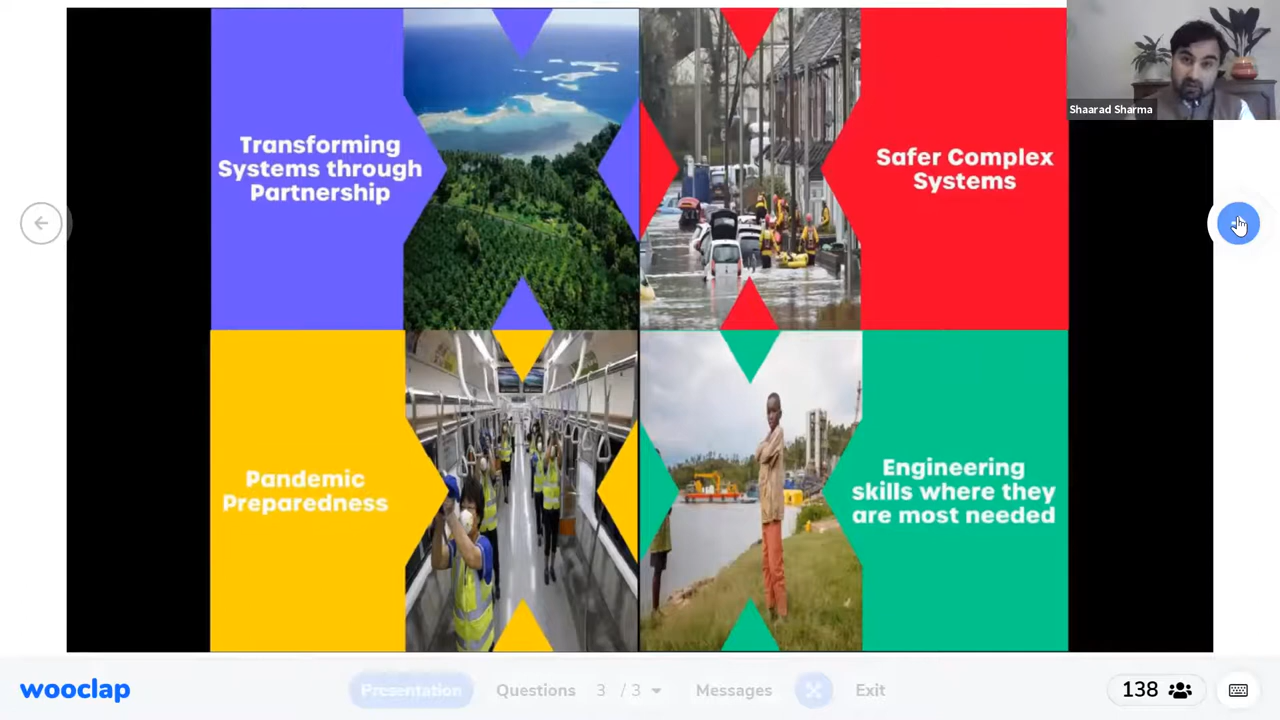 Shaarad Sharma
Transforming
Systems through
Partnership
Safer Complex
Systems
Pandemic
Preparedness
Engineering
skills where they
are most needed
wooclap
Presentation
Questions
3 / 3
Messages
Exit
138